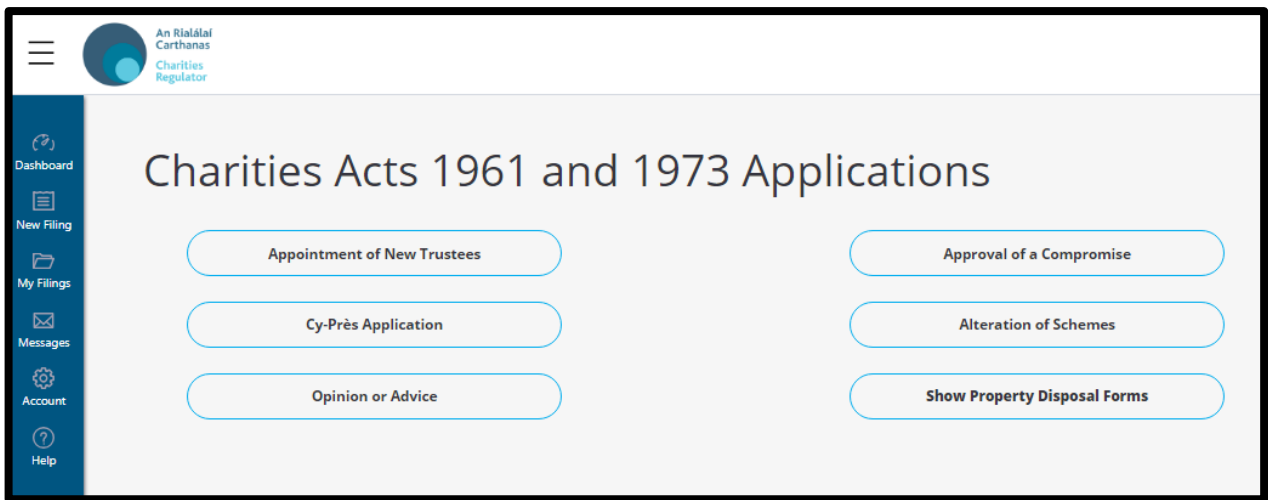 An Rialálaí
Carthanas
Charities
Regulator
Dashboard
New Filing
My Filings
Messages
Account
Help
Charities Acts 1961 and 1973 Applications
Appointment of New Trustees
Approval of a Compromise
Cy-Près Application
Alteration of Schemes
Opinion or Advice
Show Property Disposal Forms